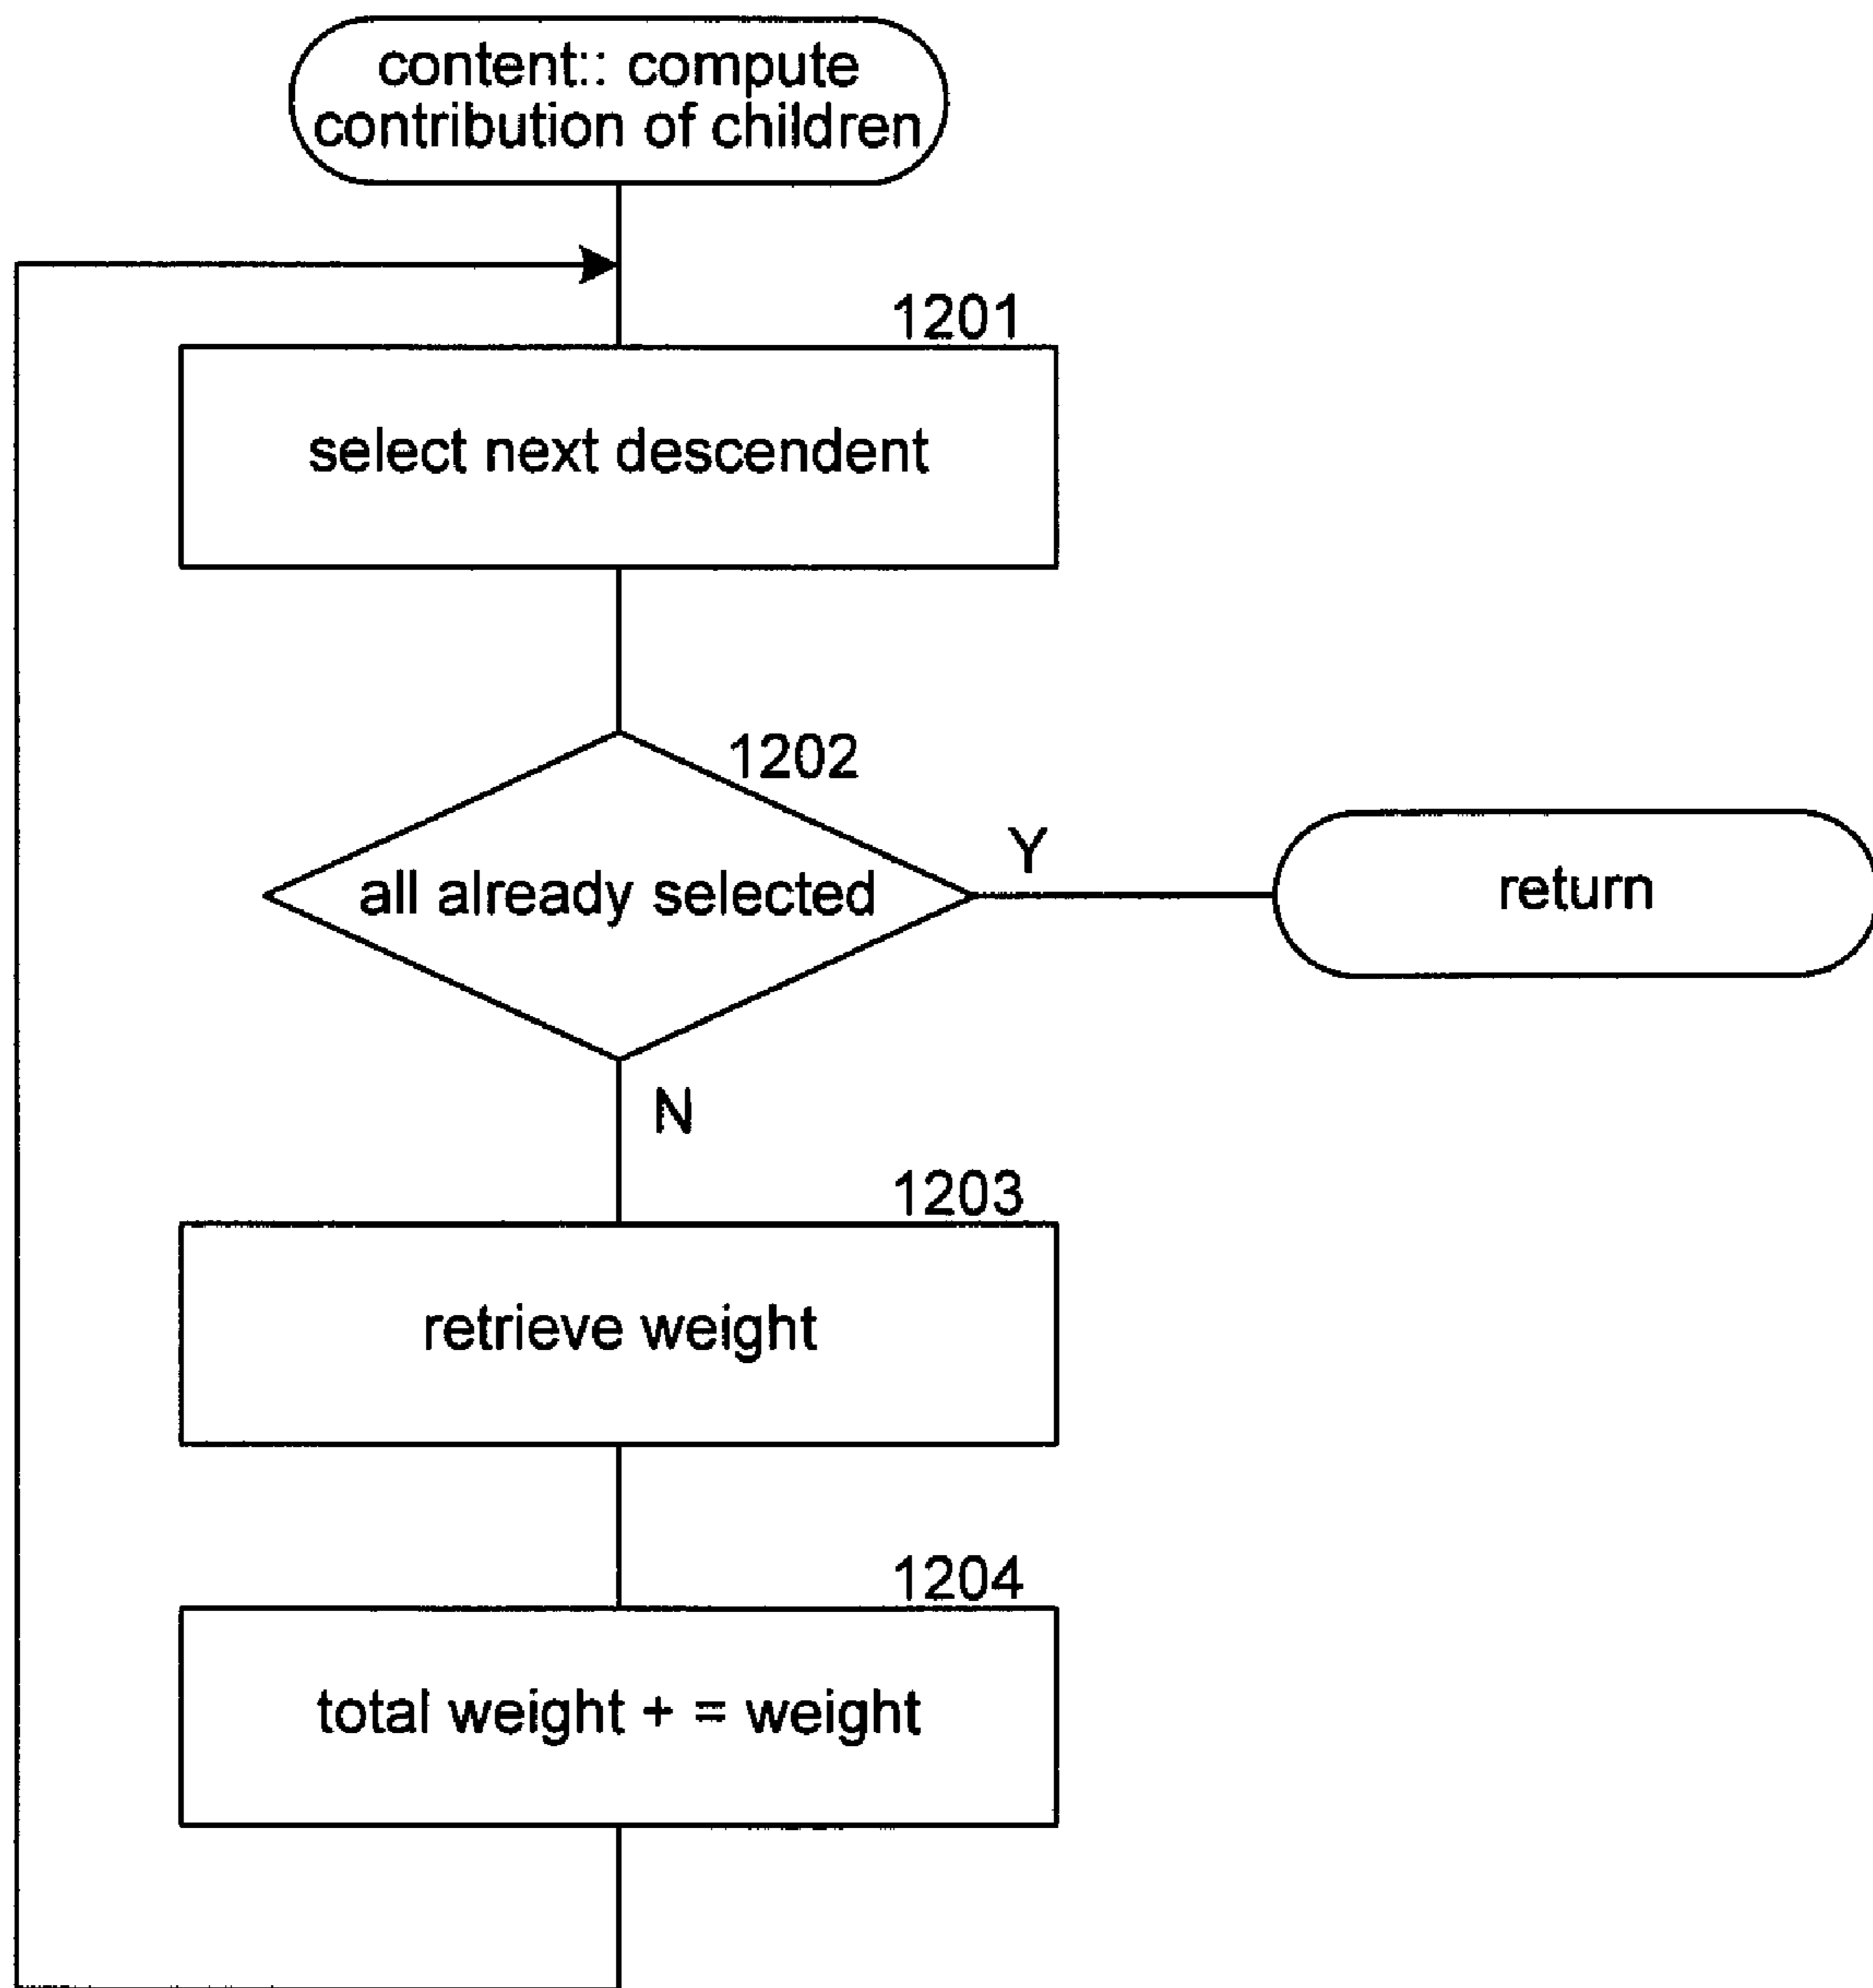 content:: compute
contribution of children
1201
select next descendent
1202
all already selected
Y
return
N
1203
retrieve weight
1204
total weight + = weight